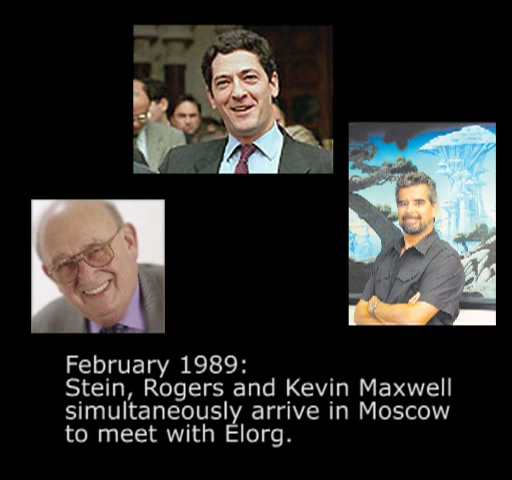 February 1989:
Stein, Rogers and Kevin Maxwell
simultaneously arrive in Moscow
to meet with Elorg.